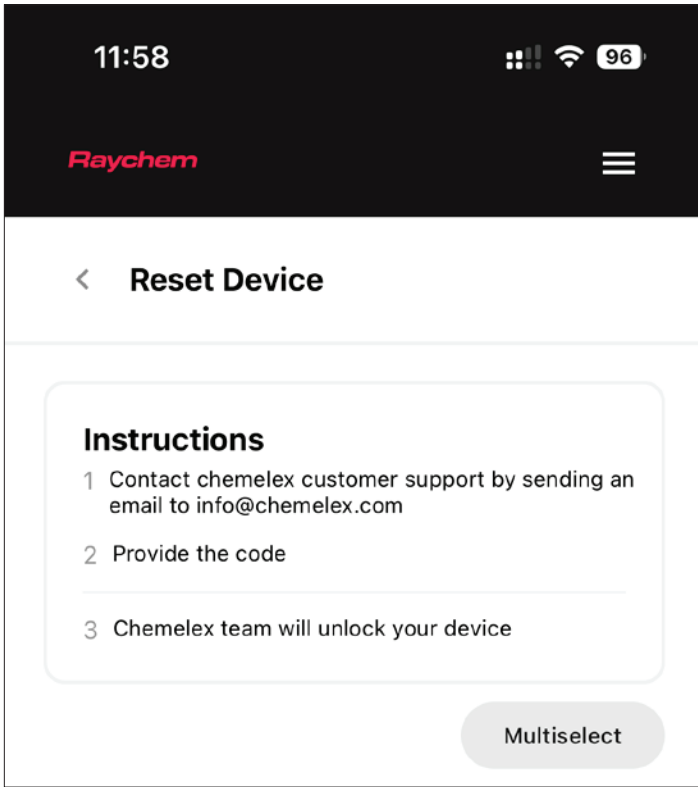 11:58
96
Raychem
Reset Device
Instructions
1 Contact chemelex customer support by sending an
email to info@chemelex.com
2 Provide the code
3 Chemelex team will unlock your device
Multiselect